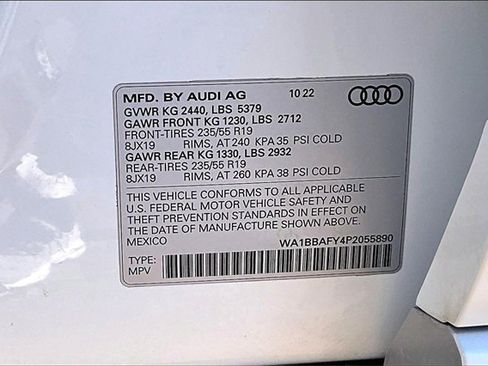 MFD. BY AUDI AG 10 22
GVWR KG 2440, LBS 5379
GAWR FRONT KG 1230, LBS 2712
FRONT-TIRES 235/55 R19
8JX19 RIMS, AT 240 KPA 35 PSI COLD
GAWR REAR KG 1330, LBS 2932
REAR-TIRES 235/55 R19
8JX19 RIMS, AT 260 KPA 38 PSI COLD
THIS VEHICLE CONFORMS TO ALL APPLICABLE
U.S. FEDERAL MOTOR VEHICLE SAFETY AND
THEFT PREVENTION STANDARDS IN EFFECT ON
THE DATE OF MANUFACTURE SHOWN ABOVE.
MEXICO WA1BBAFY4P2055890
TYPE:
MPV